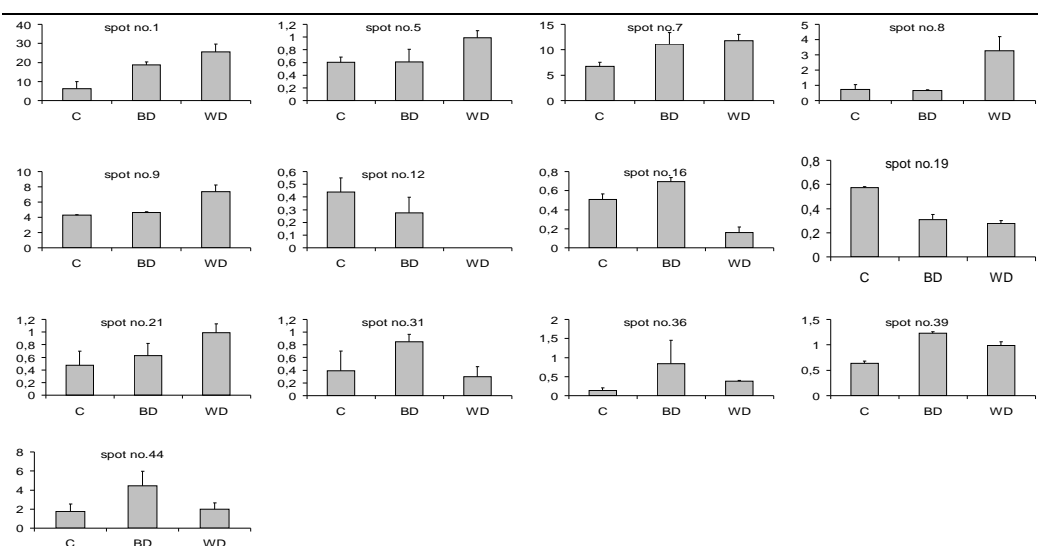 spot no.1
40
30
20
10
0
C BD WD
spot no.5
1,2
1
0,8
0,6
0,4
0,2
0
C BD WD
spot no.7
15
10
5
0
C BD WD
spot no.8
5
4
3
2
1
0
C BD WD
spot no.9
10
8
6
4
2
0
C BD WD
spot no.12
0,6
0,5
0,4
0,3
0,2
0,1
0
C BD WD
spot no.16
0,8
0,6
0,4
0,2
0
C BD WD
spot no.19
0,8
0,6
0,4
0,2
0
C BD WD
spot no.21
1,2
1
0,8
0,6
0,4
0,2
0
C BD WD
spot no.31
1,2
1
0,8
0,6
0,4
0,2
0
C BD WD
spot no.36
2
1,5
1
0,5
0
C BD WD
spot no.39
1,5
1
0,5
0
C BD WD
spot no.44
8
6
4
2
0
C BD WD